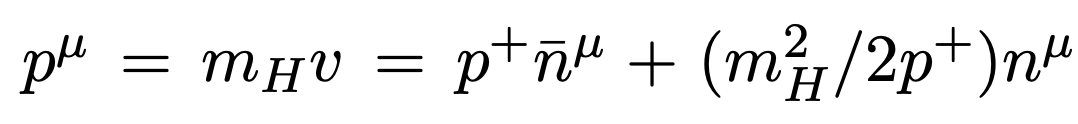 p^μ = m_H v = p^+ n̄^μ + (m_H^2/2p^+)n^μ